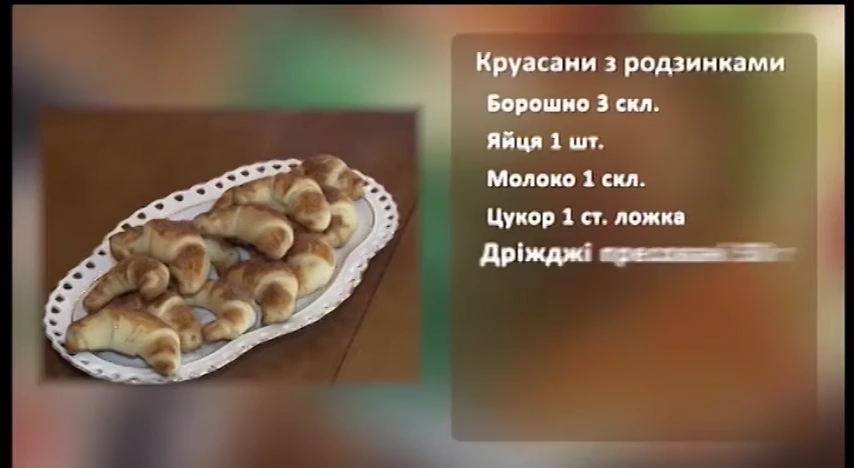 Круасани з родзинками
Борошно 3 скл.
Яйця 1 шт.
Молоко 1 скл.
Цукор 1 ст. ложка
Дріжджі